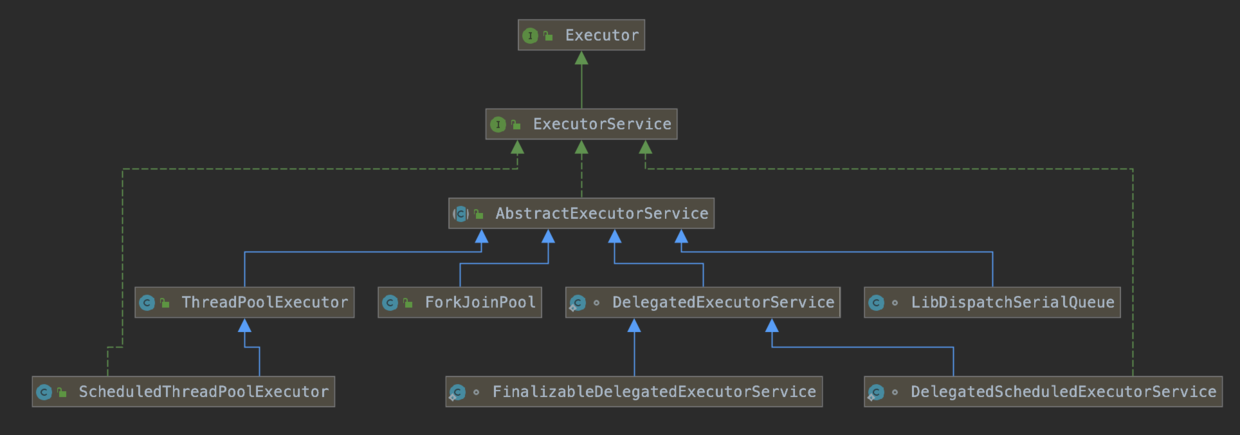 Executor
ExecutorService
AbstractExecutorService
ThreadPoolExecutor
ForkJoinPool
DelegatedExecutorService
LibDispatchSerialQueue
ScheduledThreadPoolExecutor
FinalizableDelegatedExecutorService
DelegatedScheduledExecutorService